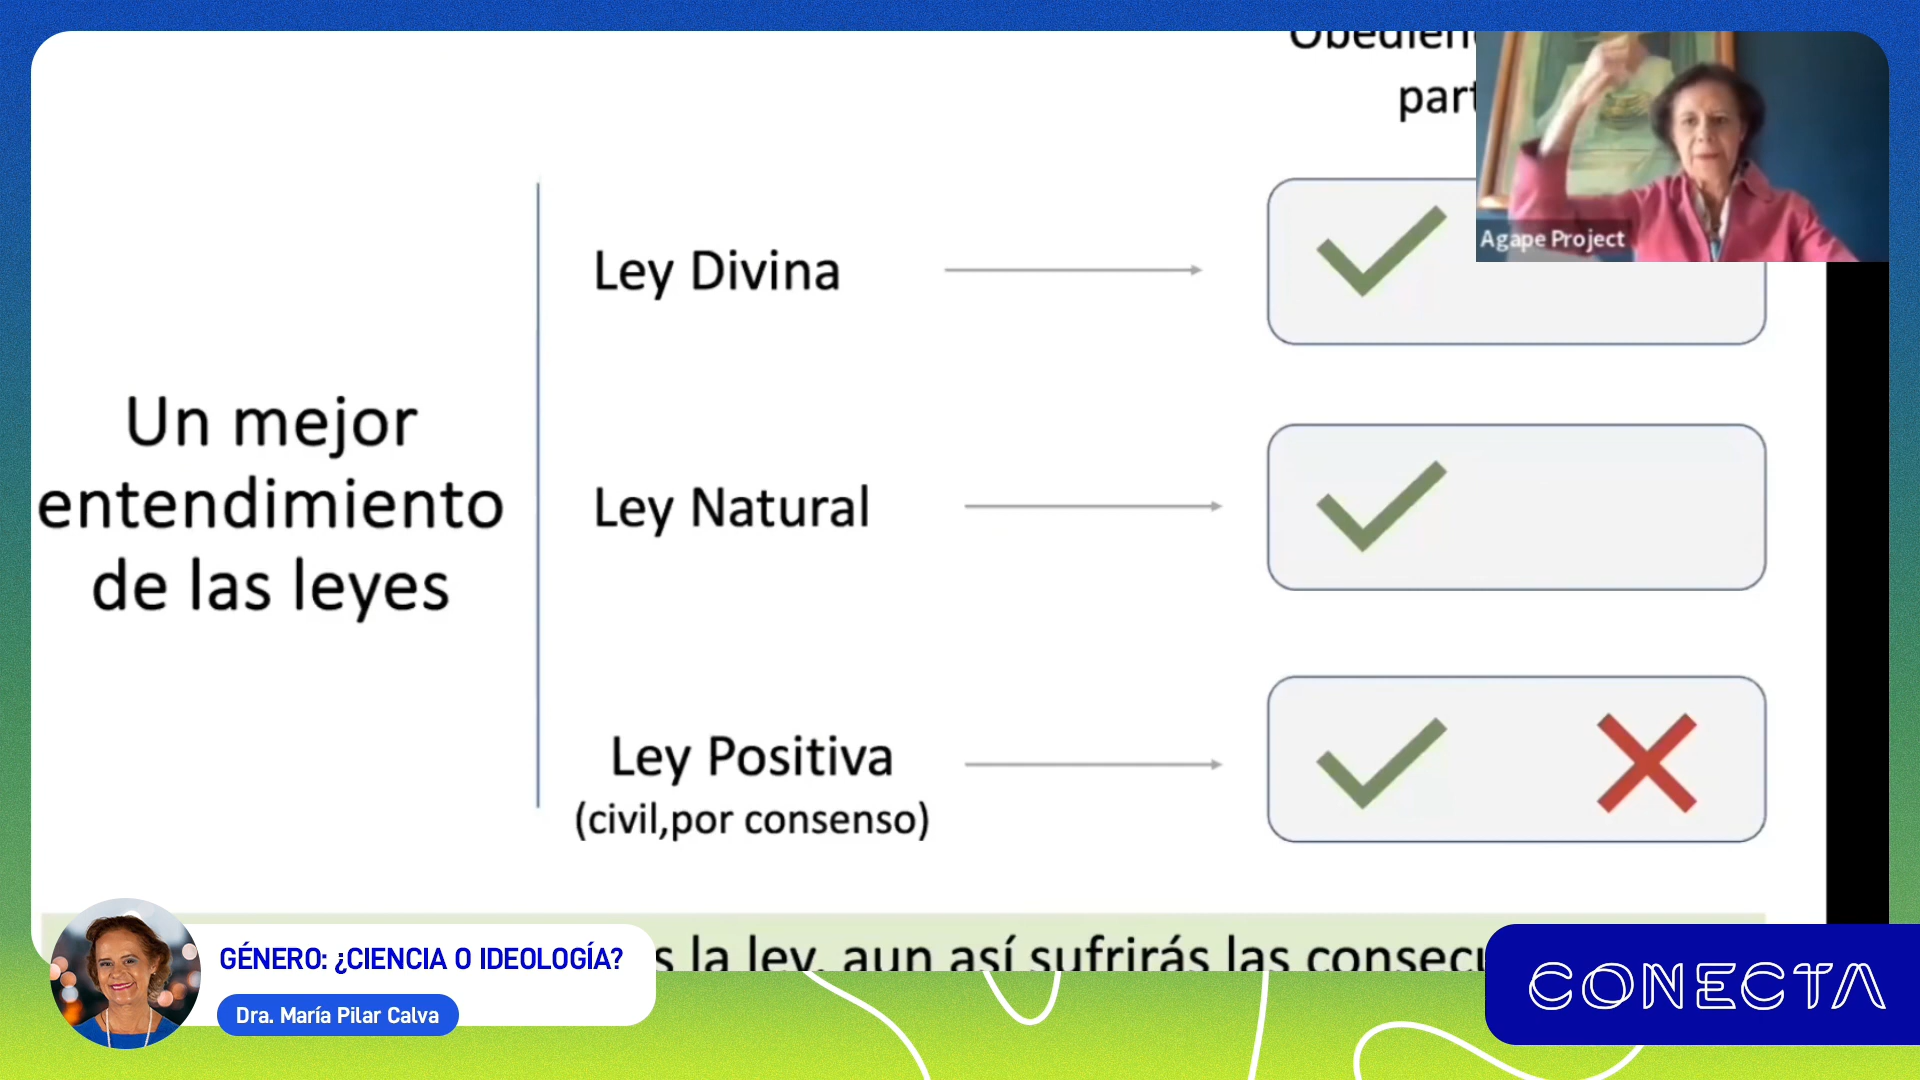 Ley Divina
Agape Project
Un mejor
entendimiento
de las leyes
Ley Natural
Ley Positiva
(civil,por consenso)
la ley, aun así sufrirás las
GÉNERO: ¿CIENCIA O IDEOLOGÍA?
Dra. María Pilar Calva
CONECTA